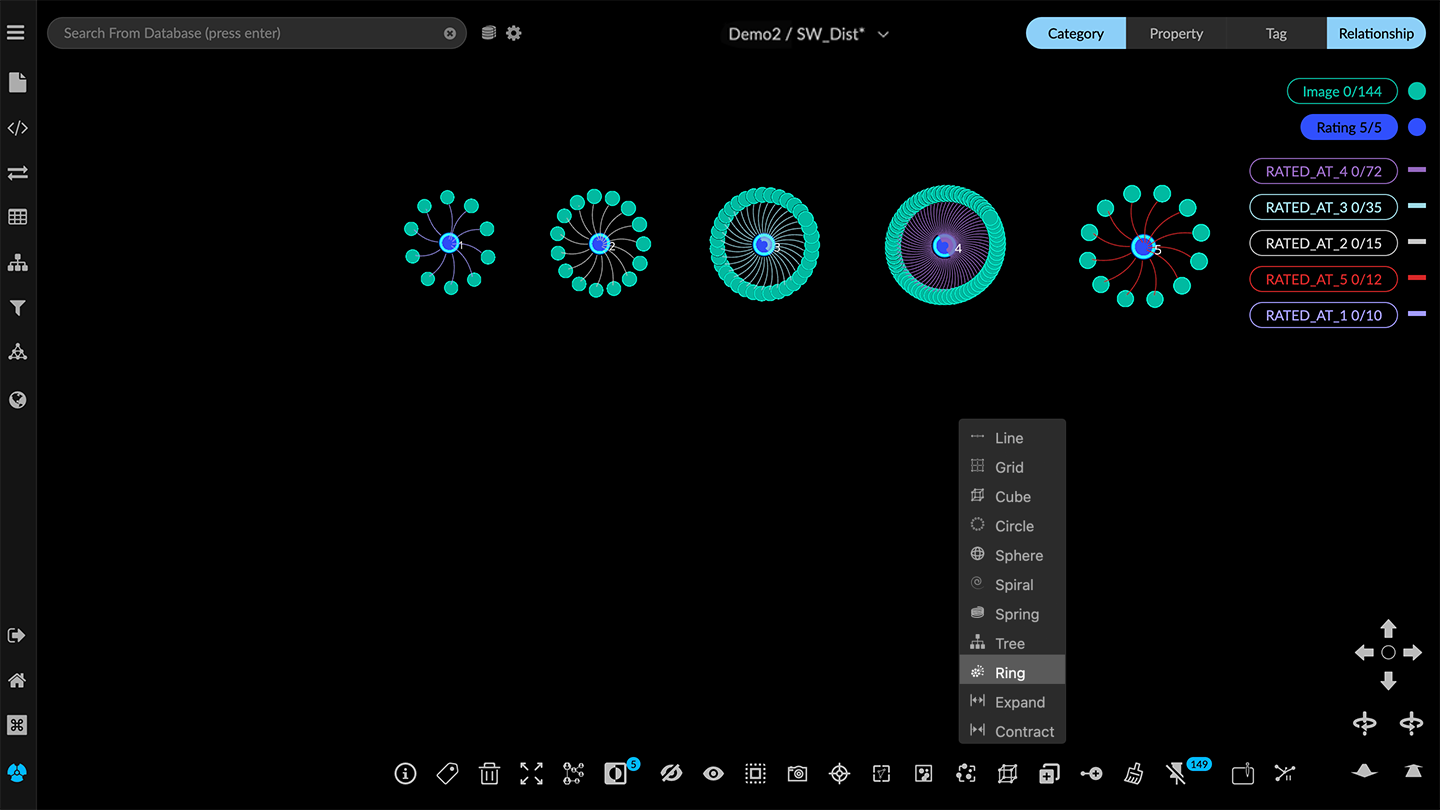 Search From Database (press enter)
Demo2 / SW_Dist*
Category
Property
Tag
Relationship
Image 0/144
Rating 5/5
RATED_AT_4 0/72
RATED_AT_3 0/35
RATED_AT_2 0/15
RATED_AT_5 0/12
RATED_AT_1 0/10
1
2
3
4
5
Line
Grid
Cube
Circle
Sphere
Spiral
Spring
Tree
Ring
Expand
Contract
5
149